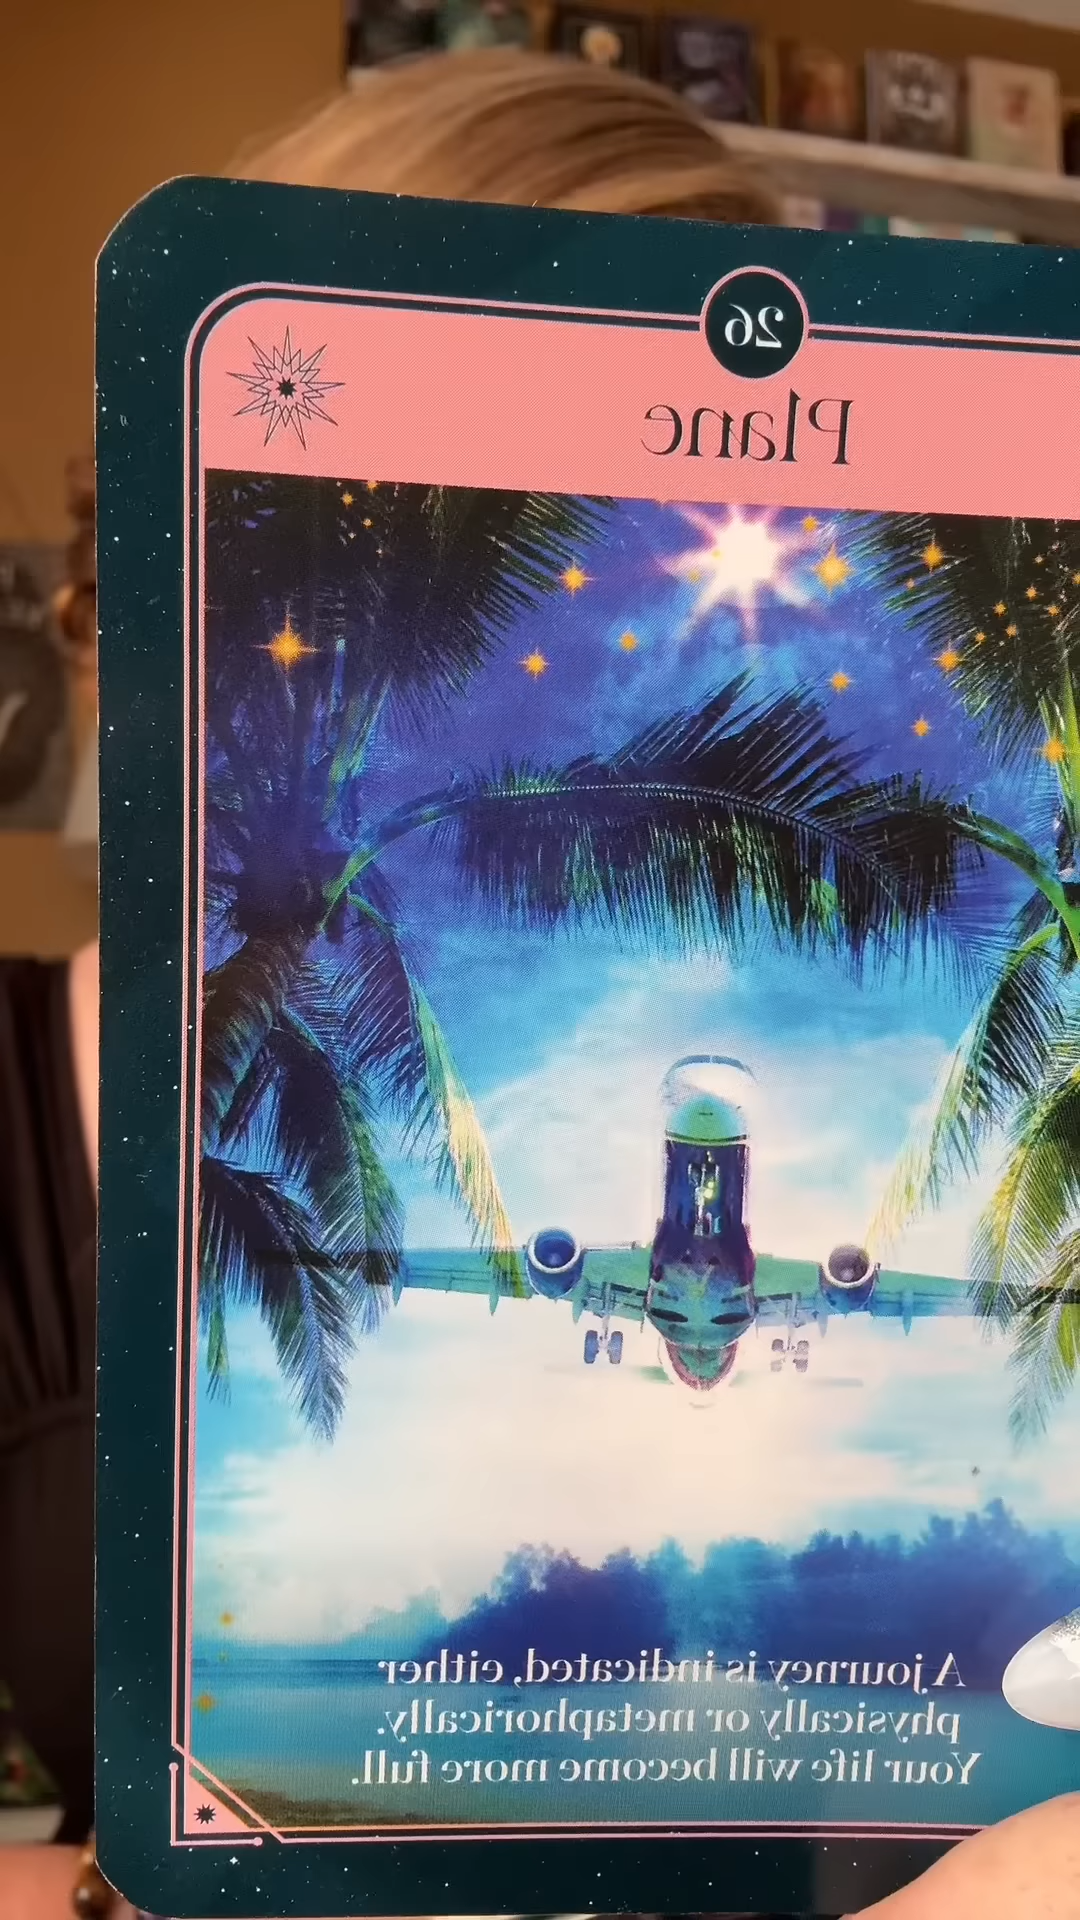 26
Plane
A journey is indicated, either
physically or metaphorically.
Your life will become more full.